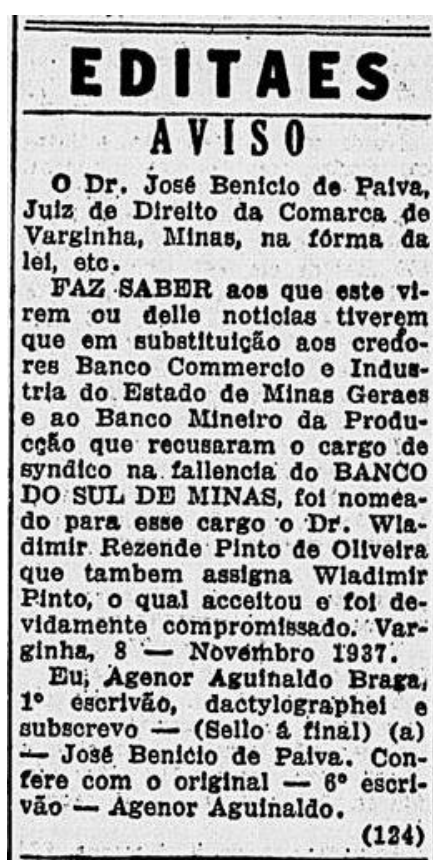 EDITAES
AVISO
O Dr. José Benicio de Paiva,
Juiz de Direito da Comarca de
Varginha, Minas, na fórma da
lei, etc.
FAZ SABER aos que este vi-
rem ou delle noticias tiverem
que em substituição aos credo-
res Banco Commercio e Indus-
tria do Estado de Minas Geraes
e ao Banco Mineiro da Produ-
cção que recusaram o cargo de
syndico na fallencia do BANCO
DO SUL DE MINAS, foi nomea-
do para esse cargo o Dr. Wla-
dimir Rezende Pinto de Oliveira
que tambem assigna Wladimir
Pinto, o qual acceitou e foi de-
vidamente compromissado. Var-
ginha, 8 — Novembro 1937.
Eu, Agenor Aguinaldo Braga,
1º escrivão, dactylographei e
subscrevo — (Sello á final) (a)
— José Benicio de Paiva. Con-
fere com o original — 6º escri-
vão — Agenor Aguinaldo.
(124)